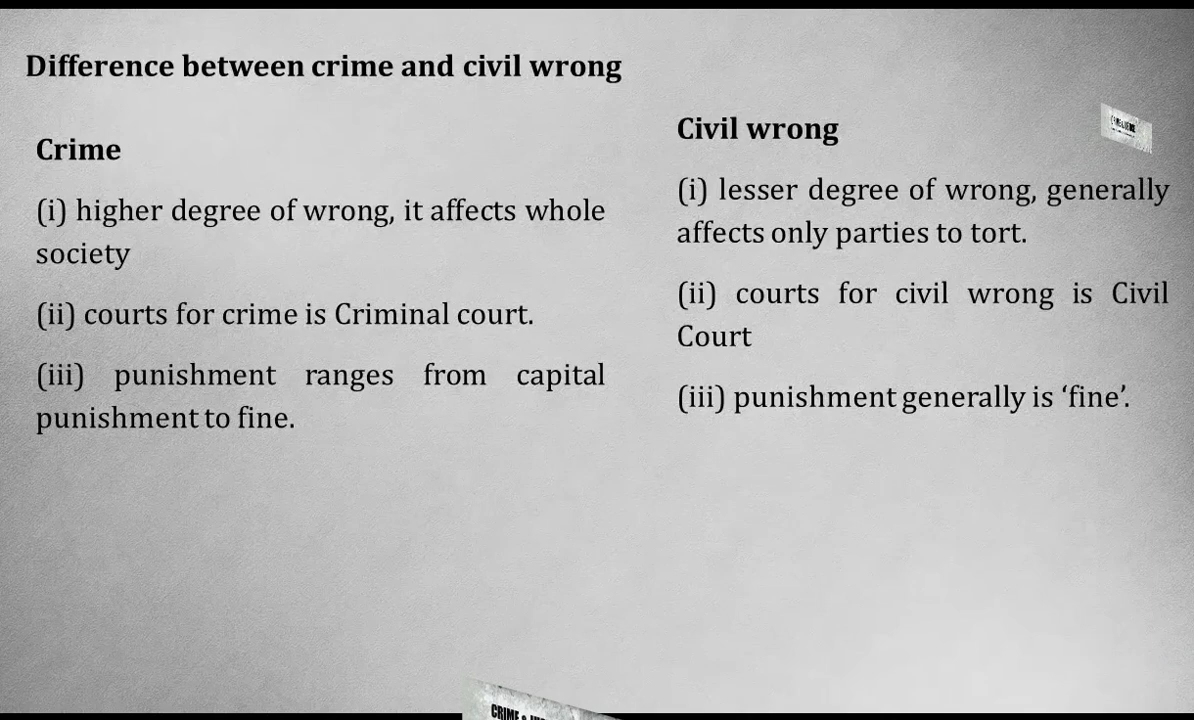 Difference between crime and civil wrong
Crime
(i) higher degree of wrong, it affects whole
society
(ii) courts for crime is Criminal court.
(iii) punishment ranges from capital
punishment to fine.
Civil wrong
(i) lesser degree of wrong, generally
affects only parties to tort.
(ii) courts for civil wrong is Civil
Court
(iii) punishment generally is ‘fine’.
CRIME